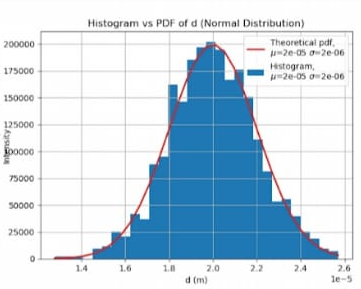 Histogram vs PDF of d (Normal Distribution)
Theoretical pdf,
μ=2e-05 σ=2e-06
Histogram,
μ=2e-05 σ=2e-06
200000
175000
150000
125000
100000
75000
50000
25000
0
Intensity
1.4 1.6 1.8 2.0 2.2 2.4 2.6
1e-5
d (m)